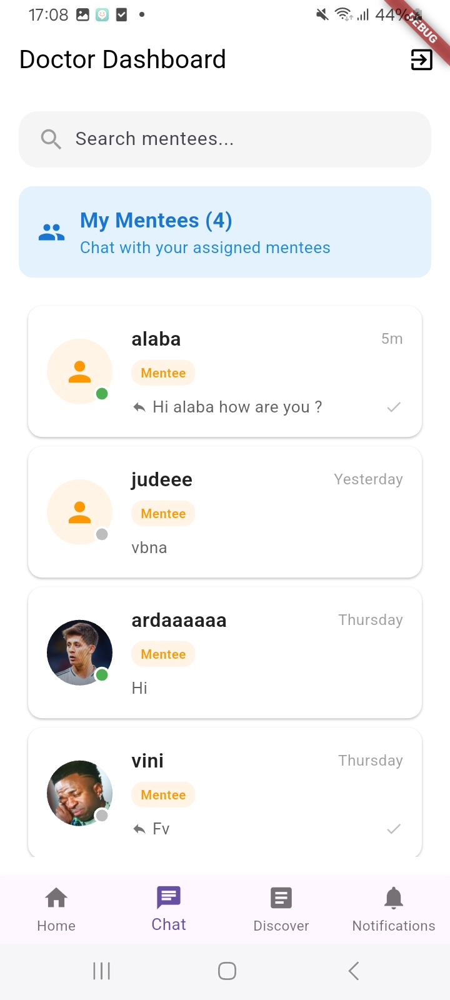 17:08
44%
DEBUG
Doctor Dashboard
Search mentees...
My Mentees (4)
Chat with your assigned mentees
alaba
5m
Mentee
Hi alaba how are you ?
judeee
Yesterday
Mentee
vbna
ardaaaaaa
Thursday
Mentee
Hi
vini
Thursday
Mentee
Fv
Home
Chat
Discover
Notifications